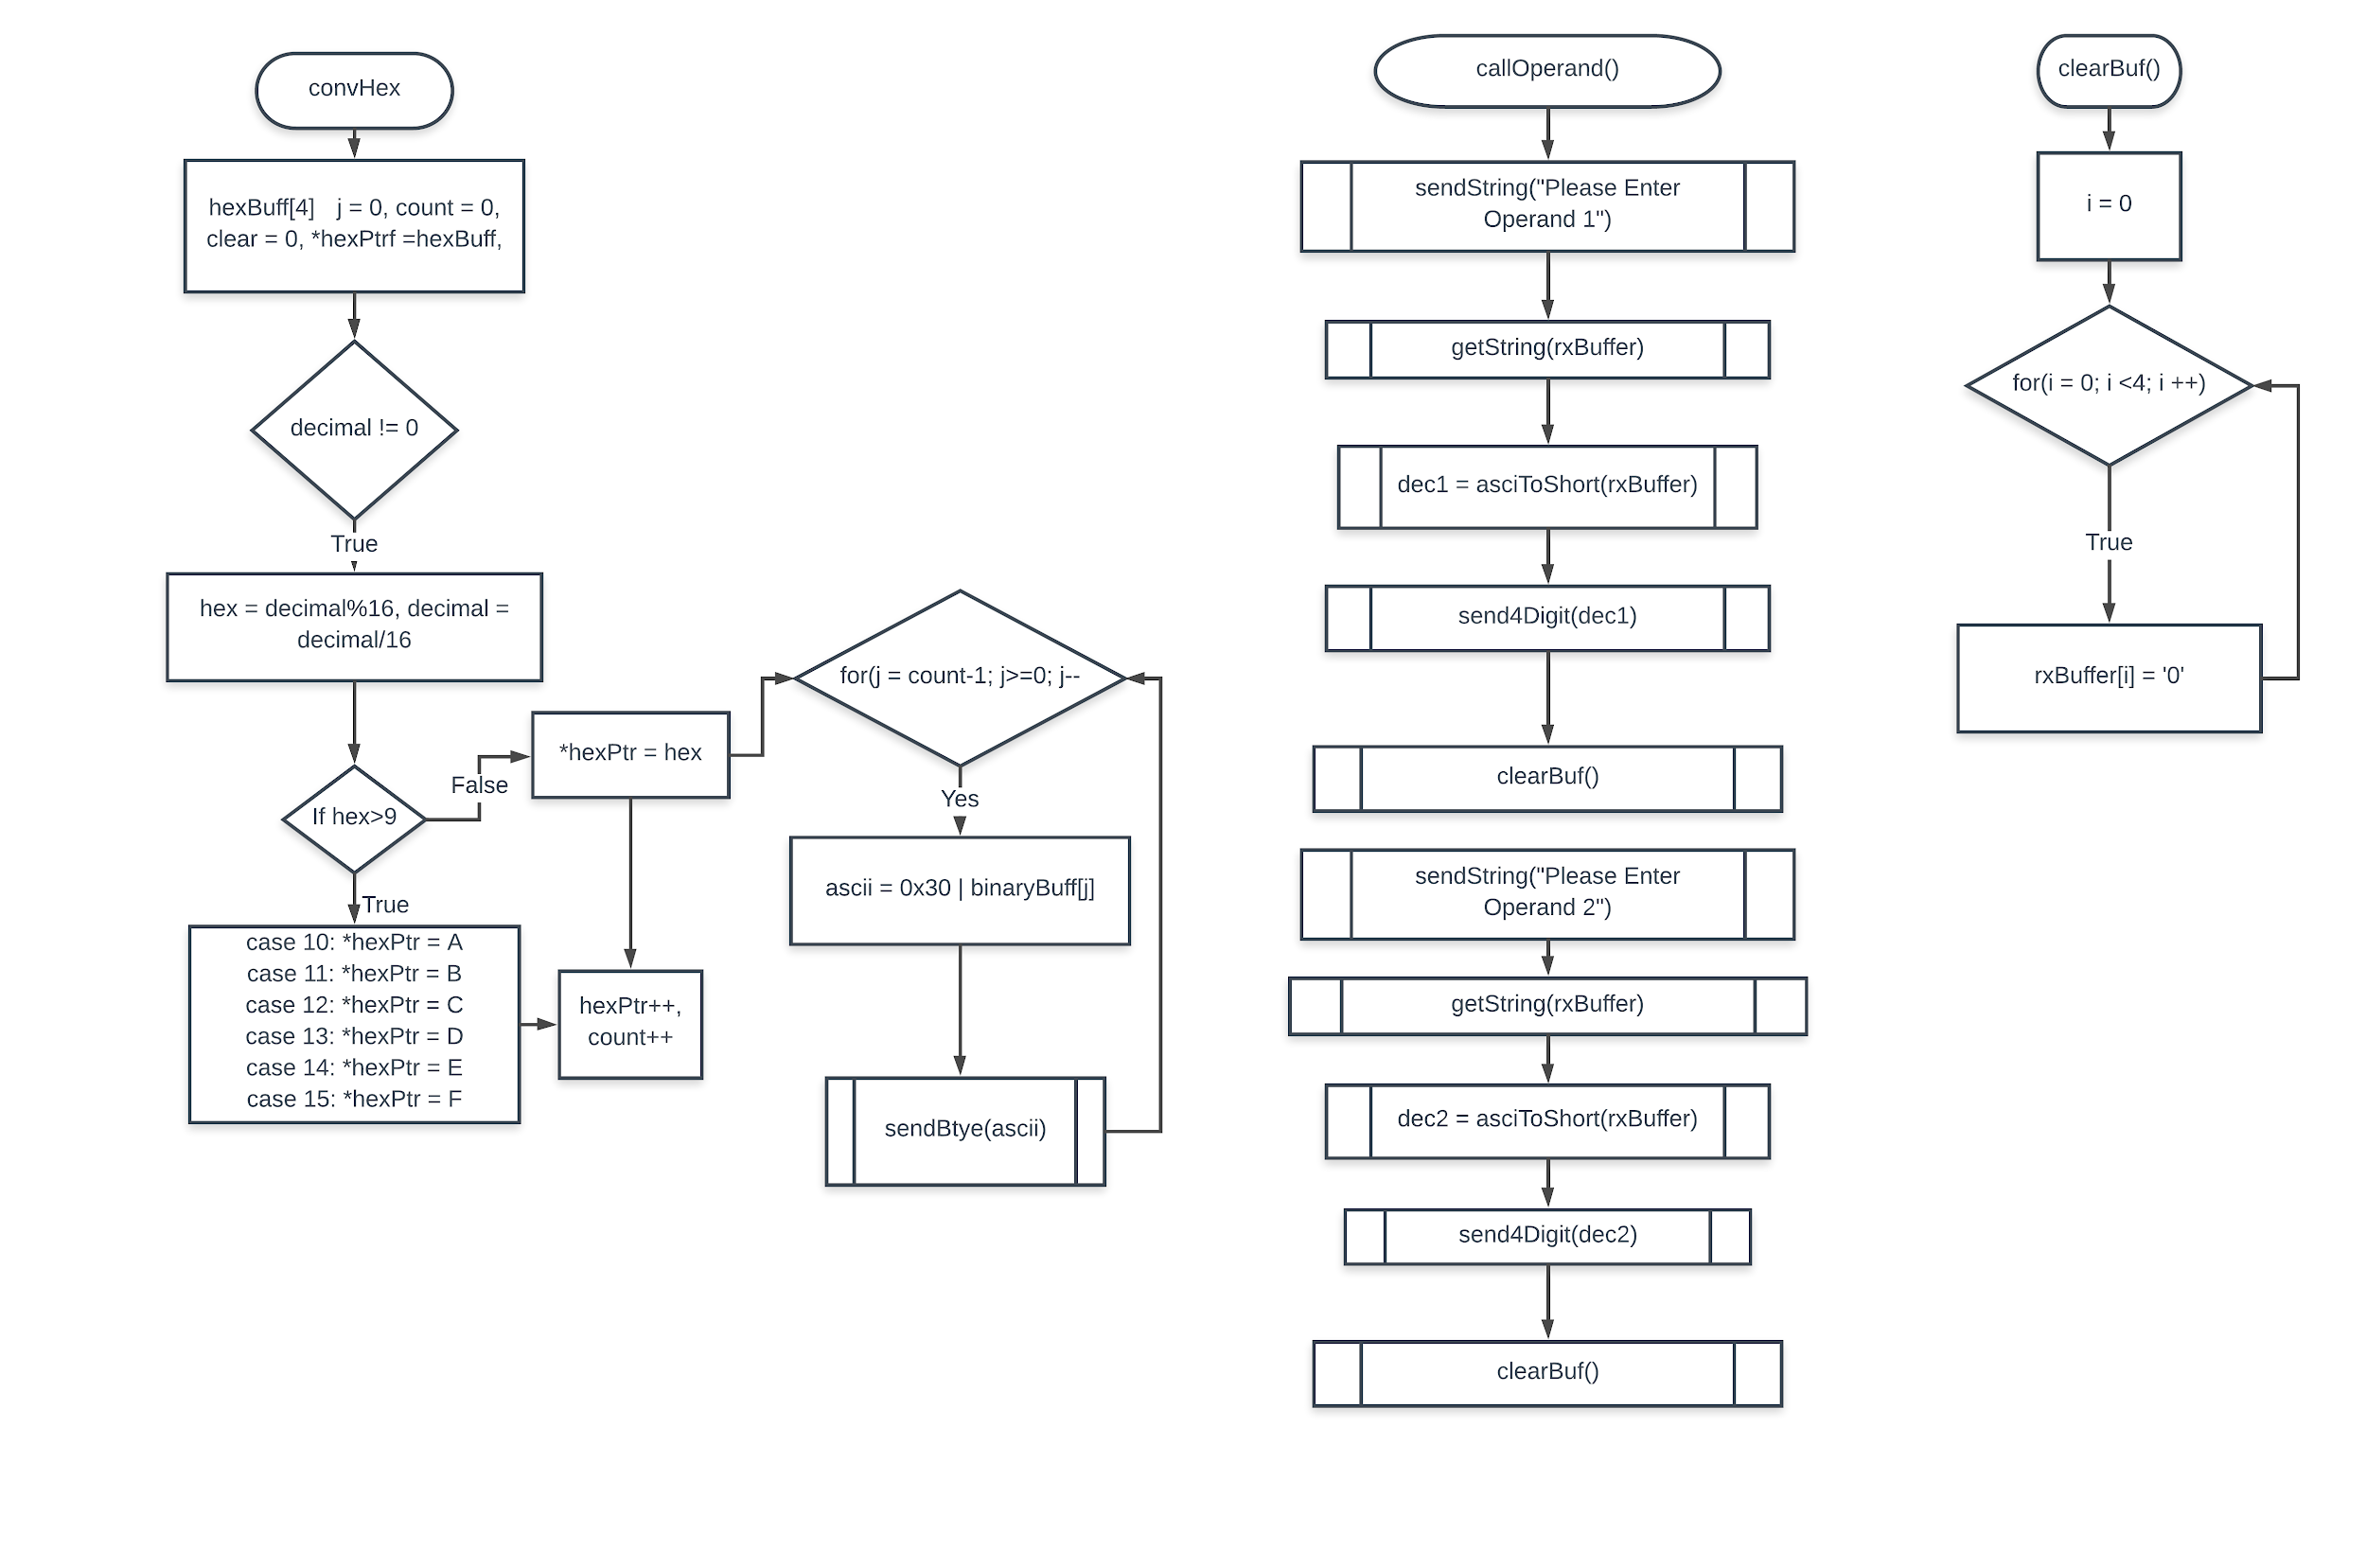 convHex
hexBuff[4]   j = 0, count = 0,
clear = 0, *hexPtrf =hexBuff,
decimal != 0
True
hex = decimal%16, decimal =
decimal/16
If hex>9
False
True
case 10: *hexPtr = A
case 11: *hexPtr = B
case 12: *hexPtr = C
case 13: *hexPtr = D
case 14: *hexPtr = E
case 15: *hexPtr = F
*hexPtr = hex
hexPtr++,
count++
for(j = count-1; j>=0; j--
Yes
ascii = 0x30 | binaryBuff[j]
sendBtye(ascii)
callOperand()
sendString("Please Enter
Operand 1")
getString(rxBuffer)
dec1 = asciToShort(rxBuffer)
send4Digit(dec1)
clearBuf()
sendString("Please Enter
Operand 2")
getString(rxBuffer)
dec2 = asciToShort(rxBuffer)
send4Digit(dec2)
clearBuf()
clearBuf()
i = 0
for(i = 0; i <4; i ++)
True
rxBuffer[i] = '0'